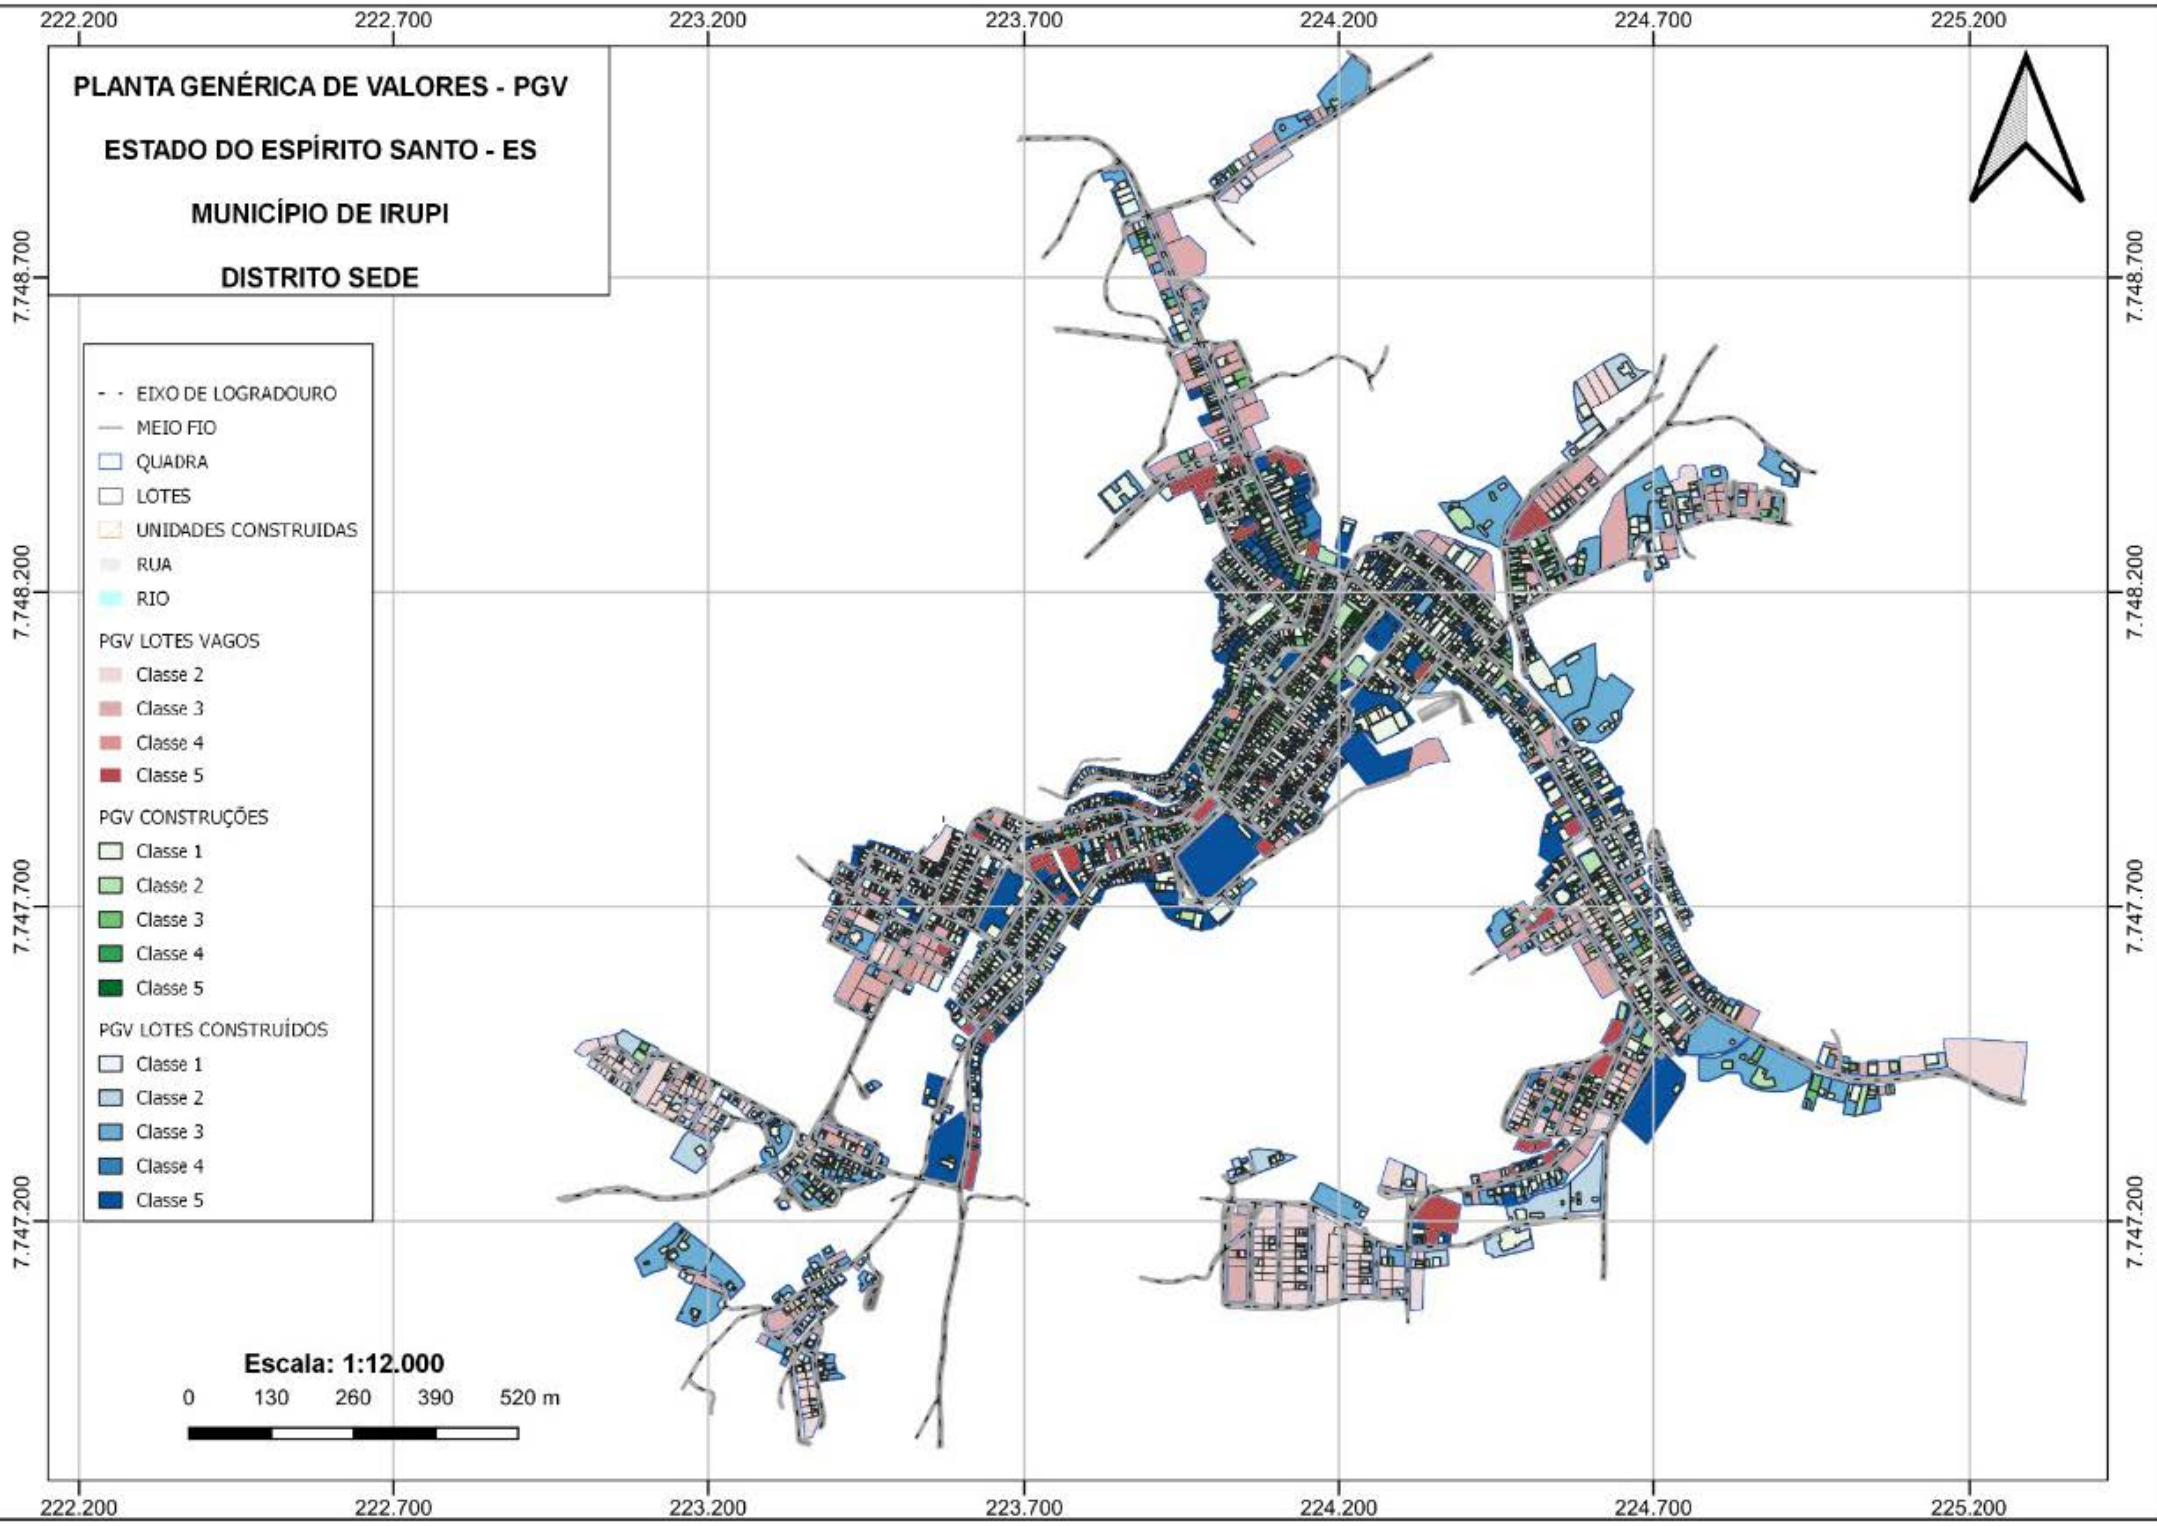 222.200 222.700 223.200 223.700 224.200 224.700 225.200
PLANTA GENÉRICA DE VALORES - PGV
ESTADO DO ESPÍRITO SANTO - ES
MUNICÍPIO DE IRUPI
DISTRITO SEDE
7.748.700 7.748.700
EIXO DE LOGRADOURO
MEIO FIO
QUADRA
LOTES
UNIDADES CONSTRUIDAS
RUA
RIO
7.748.200 7.748.200
PGV LOTES VAGOS
Classe 2
Classe 3
Classe 4
Classe 5
PGV CONSTRUÇÕES
Classe 1
Classe 2
Classe 3
Classe 4
Classe 5
7.747.700 7.747.700
PGV LOTES CONSTRUÍDOS
Classe 1
Classe 2
Classe 3
Classe 4
Classe 5
7.747.200 7.747.200
Escala: 1:12.000
0 130 260 390 520 m
222.200 222.700 223.200 223.700 224.200 224.700 225.200